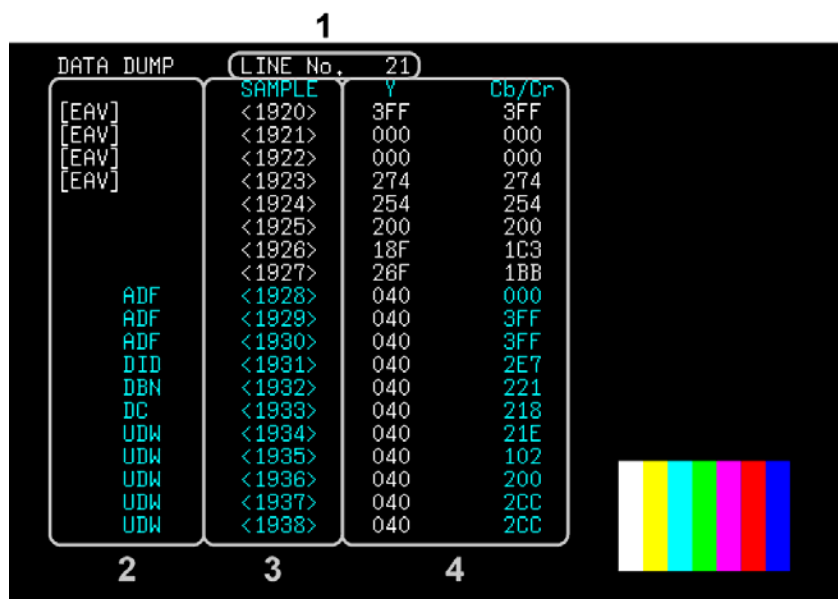 1
DATA DUMP LINE No. 21
SAMPLE Y Cb/Cr
[EAV] <1920> 3FF 3FF
[EAV] <1921> 000 000
[EAV] <1922> 000 000
[EAV] <1923> 274 274
<1924> 254 254
<1925> 200 200
<1926> 18F 1C3
<1927> 26F 1BB
ADF <1928> 040 000
ADF <1929> 040 3FF
ADF <1930> 040 3FF
DID <1931> 040 2E7
DBN <1932> 040 221
DC <1933> 040 218
UDW <1934> 040 21E
UDW <1935> 040 102
UDW <1936> 040 200
UDW <1937> 040 2CC
UDW <1938> 040 2CC
2 3 4